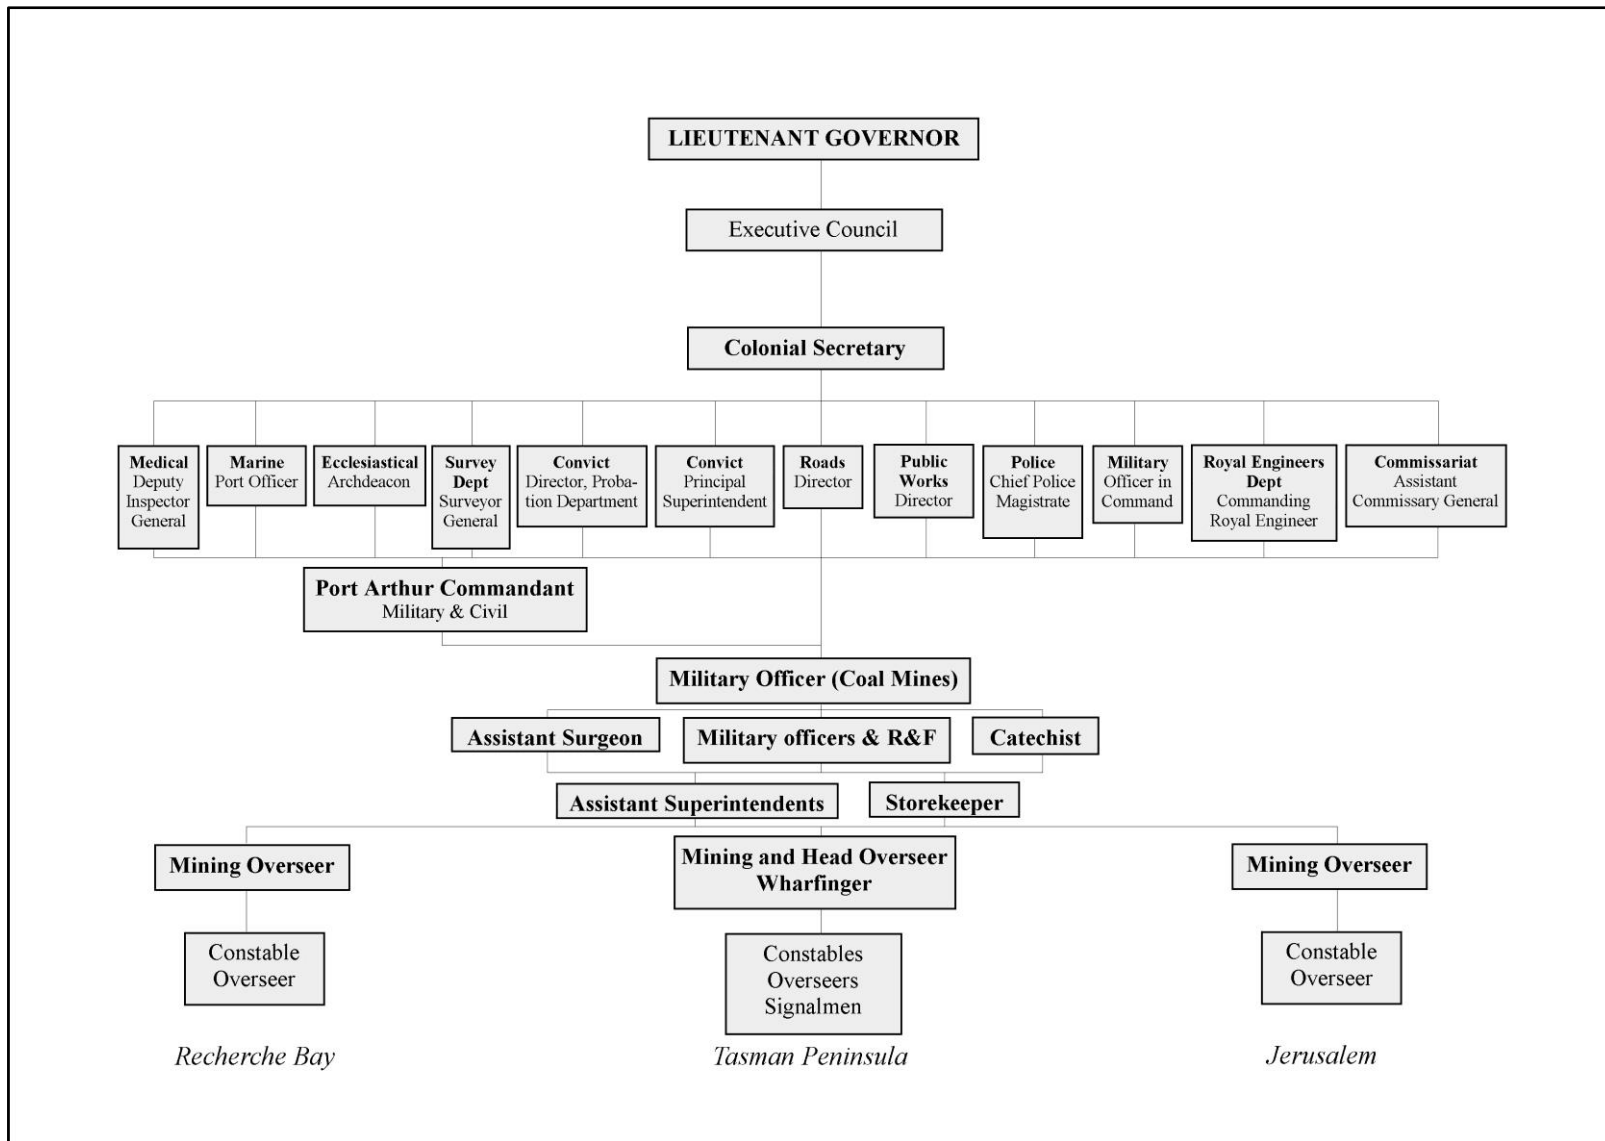 LIEUTENANT GOVERNOR
Executive Council
Colonial Secretary
Medical
Deputy
Inspector
General
Marine
Port Officer
Ecclesiastical
Archdeacon
Survey
Dept
Surveyor
General
Convict
Director, Proba-
tion Department
Convict
Principal
Superintendent
Roads
Director
Public
Works
Director
Police
Chief Police
Magistrate
Military
Officer in
Command
Royal Engineers
Dept
Commanding
Royal Engineer
Commissariat
Assistant
Commissary General
Port Arthur Commandant
Military & Civil
Military Officer (Coal Mines)
Assistant Surgeon
Military officers & R&F
Catechist
Assistant Superintendents
Storekeeper
Mining Overseer
Mining and Head Overseer
Wharfinger
Mining Overseer
Constable
Overseer
Constables
Overseers
Signalmen
Constable
Overseer
Recherche Bay
Tasman Peninsula
Jerusalem